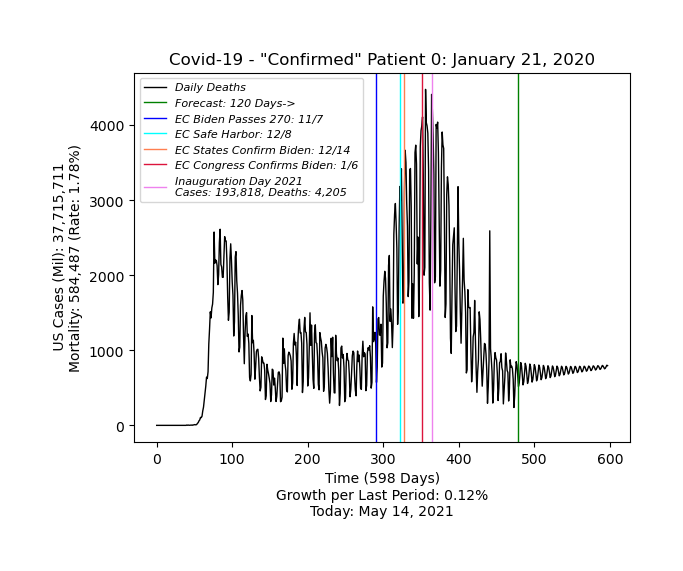 Covid-19 - "Confirmed" Patient 0: January 21, 2020
Daily Deaths
Forecast: 120 Days->
EC Biden Passes 270: 11/7
EC Safe Harbor: 12/8
EC States Confirm Biden: 12/14
EC Congress Confirms Biden: 1/6
Inauguration Day 2021
Cases: 193,818, Deaths: 4,205
US Cases (Mil): 37,715,711
Mortality: 584,487 (Rate: 1.78%)
4000
3000
2000
1000
0
0 100 200 300 400 500 600
Time (598 Days)
Growth per Last Period: 0.12%
Today: May 14, 2021